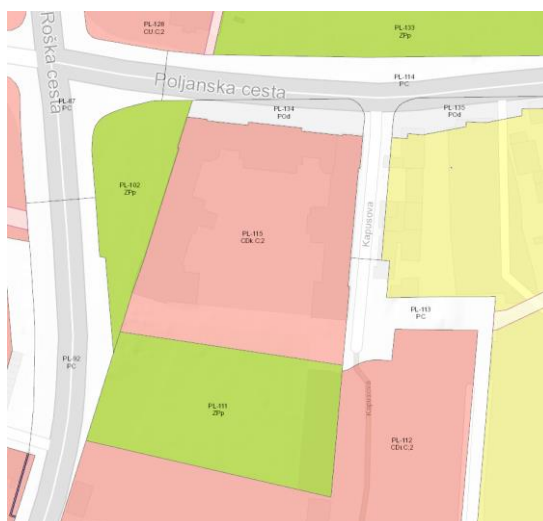 PL-128
CU.C;2
PL-133
ZPp
Roška cesta
Poljanska cesta
PL-114
PC
PL-87
PC
PL-134
POd
PL-135
POd
PL-102
ZPp
PL-115
CDk.C;2
Kapusova
PL-113
PC
PL-92
PC
PL-111
ZPp
Kapusova
PL-112
CDi.C;2